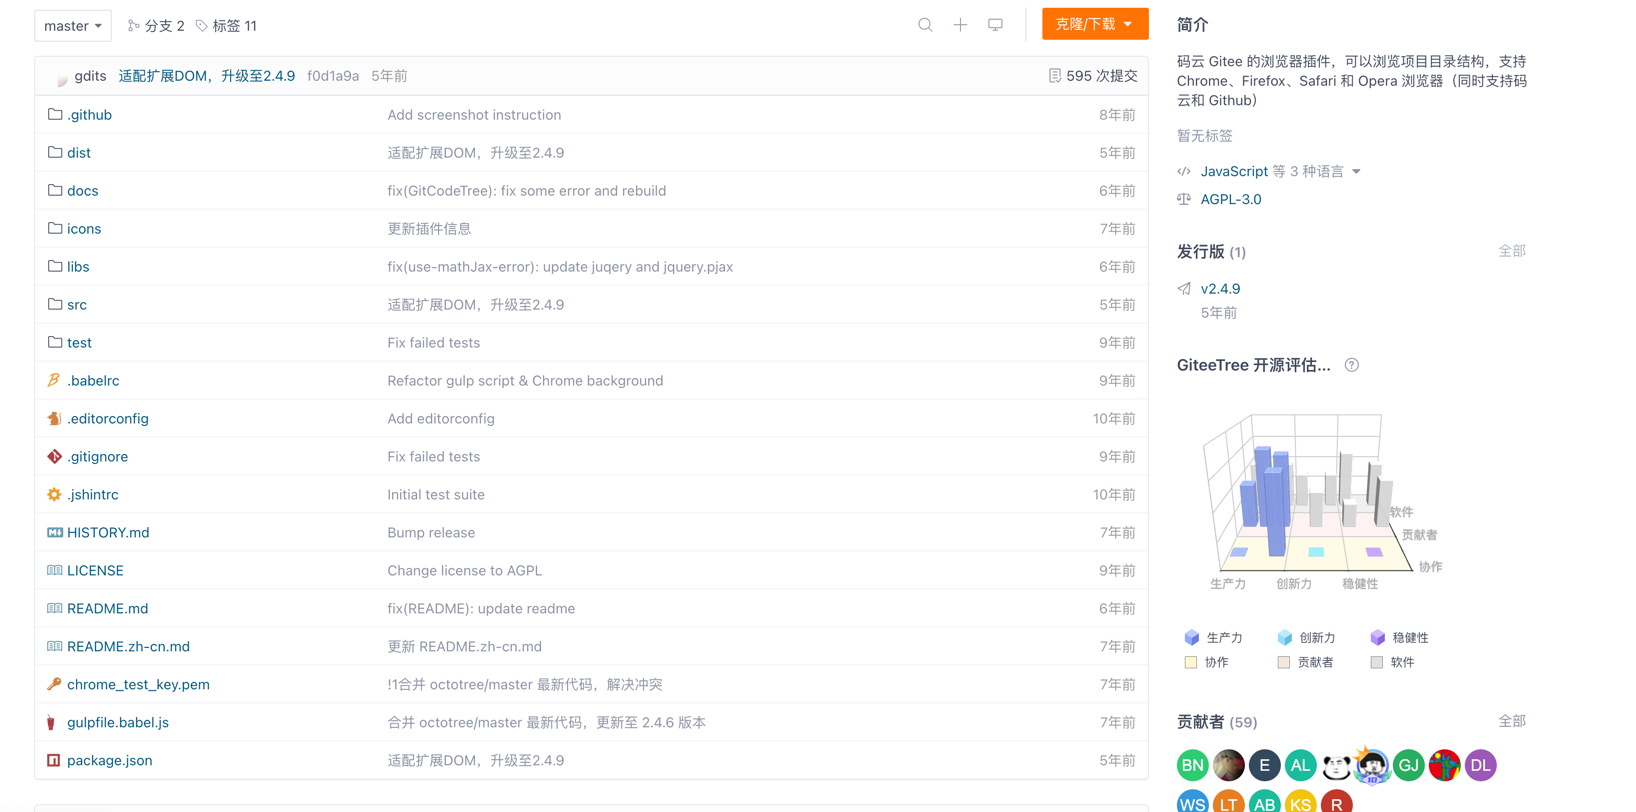 master 分支 2 标签 11 克隆/下载
gdits 适配扩展DOM，升级至2.4.9 f0d1a9a 5年前 595 次提交
.github Add screenshot instruction 8年前
dist 适配扩展DOM，升级至2.4.9 5年前
docs fix(GitCodeTree): fix some error and rebuild 6年前
icons 更新插件信息 7年前
libs fix(use-mathJax-error): update juqery and jquery.pjax 6年前
src 适配扩展DOM，升级至2.4.9 5年前
test Fix failed tests 9年前
.babelrc Refactor gulp script & Chrome background 9年前
.editorconfig Add editorconfig 10年前
.gitignore Fix failed tests 9年前
.jshintrc Initial test suite 10年前
HISTORY.md Bump release 7年前
LICENSE Change license to AGPL 9年前
README.md fix(README): update readme 6年前
README.zh-cn.md 更新 README.zh-cn.md 7年前
chrome_test_key.pem !1合并 octotree/master 最新代码，解决冲突 7年前
gulpfile.babel.js 合并 octotree/master 最新代码，更新至 2.4.6 版本 7年前
package.json 适配扩展DOM，升级至2.4.9 5年前
简介
码云 Gitee 的浏览器插件，可以浏览项目目录结构，支持
Chrome、Firefox、Safari 和 Opera 浏览器（同时支持码
云和 Github）
暂无标签
JavaScript 等 3 种语言
AGPL-3.0
发行版 (1) 全部
v2.4.9
5年前
GiteeTree 开源评估...
软件
贡献者
协作
生产力 创新力 稳健性
生产力 创新力 稳健性
协作 贡献者 软件
贡献者 (59) 全部
BN E AL GJ DL
WS LT AB KS R